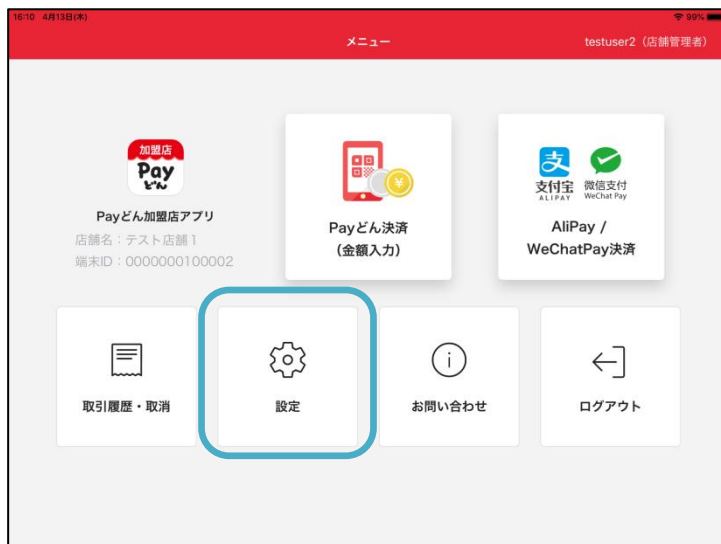 16:10 4月13日(木)
99%
メニュー
testuser2（店舗管理者）
加盟店
Pay
どん
Payどん加盟店アプリ
店舗名：テスト店舗1
端末ID：0000000100002
Payどん決済
（金額入力）
支付宝
ALIPAY
微信支付
WeChat Pay
AliPay /
WeChatPay決済
取引履歴・取消
設定
お問い合わせ
ログアウト